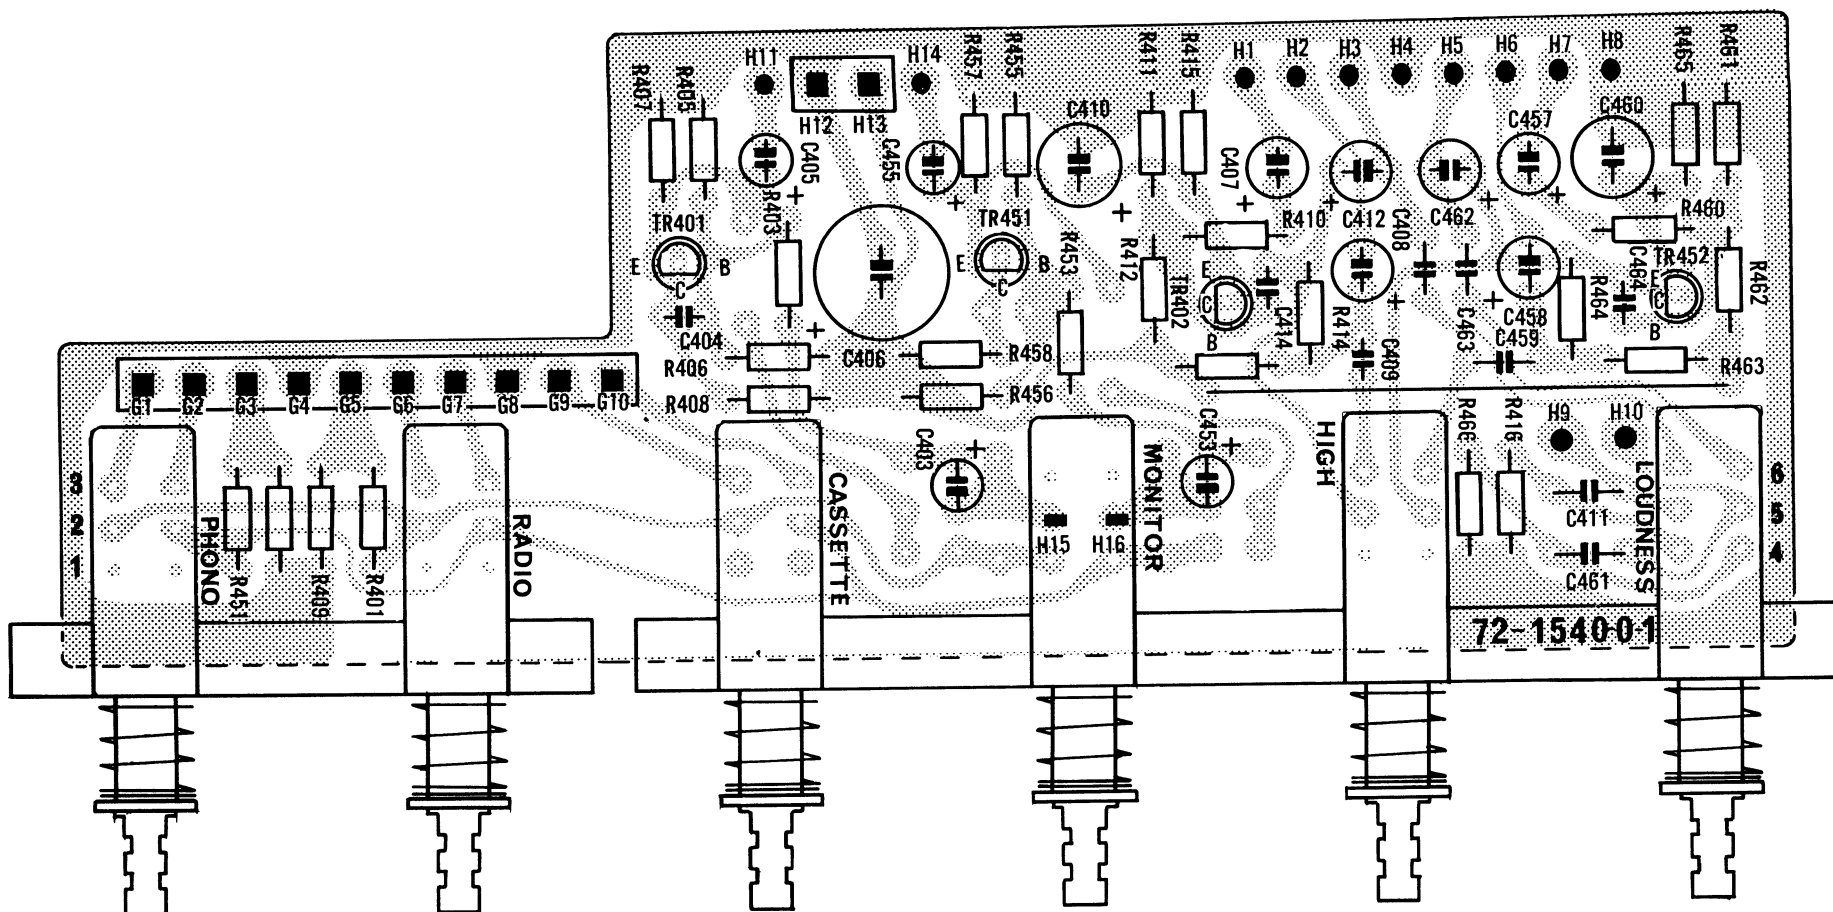 R407
R405
H11
H12
H13
H14
R457
R455
C410
R411
R415
H1
H2
H3
H4
H5
H6
H7
H8
R465
R461
C405
C455
C407
C457
C460
TR401
E
B
C
R403
+
+
TR451
E
B
C
R453
+
R412
+
R410
+
C412
C408
C462
+
+
+
R460
C404
+
C406
TR402
E
C
B
C414
R414
+
C409
C463
+
C458
C459
R464
C464
TR452
E
C
B
R462
R406
R458
R408
R456
R463
G1
G2
G3
G4
G5
G6
G7
G8
G9
G10
C403
+
C453
+
HIGH
R466
R416
H9
H10
3
2
1
PHONO
R451
R409
R401
RADIO
CASSETTE
H15
H16
MONITOR
C411
C461
LOUDNESS
6
5
4
72-154001